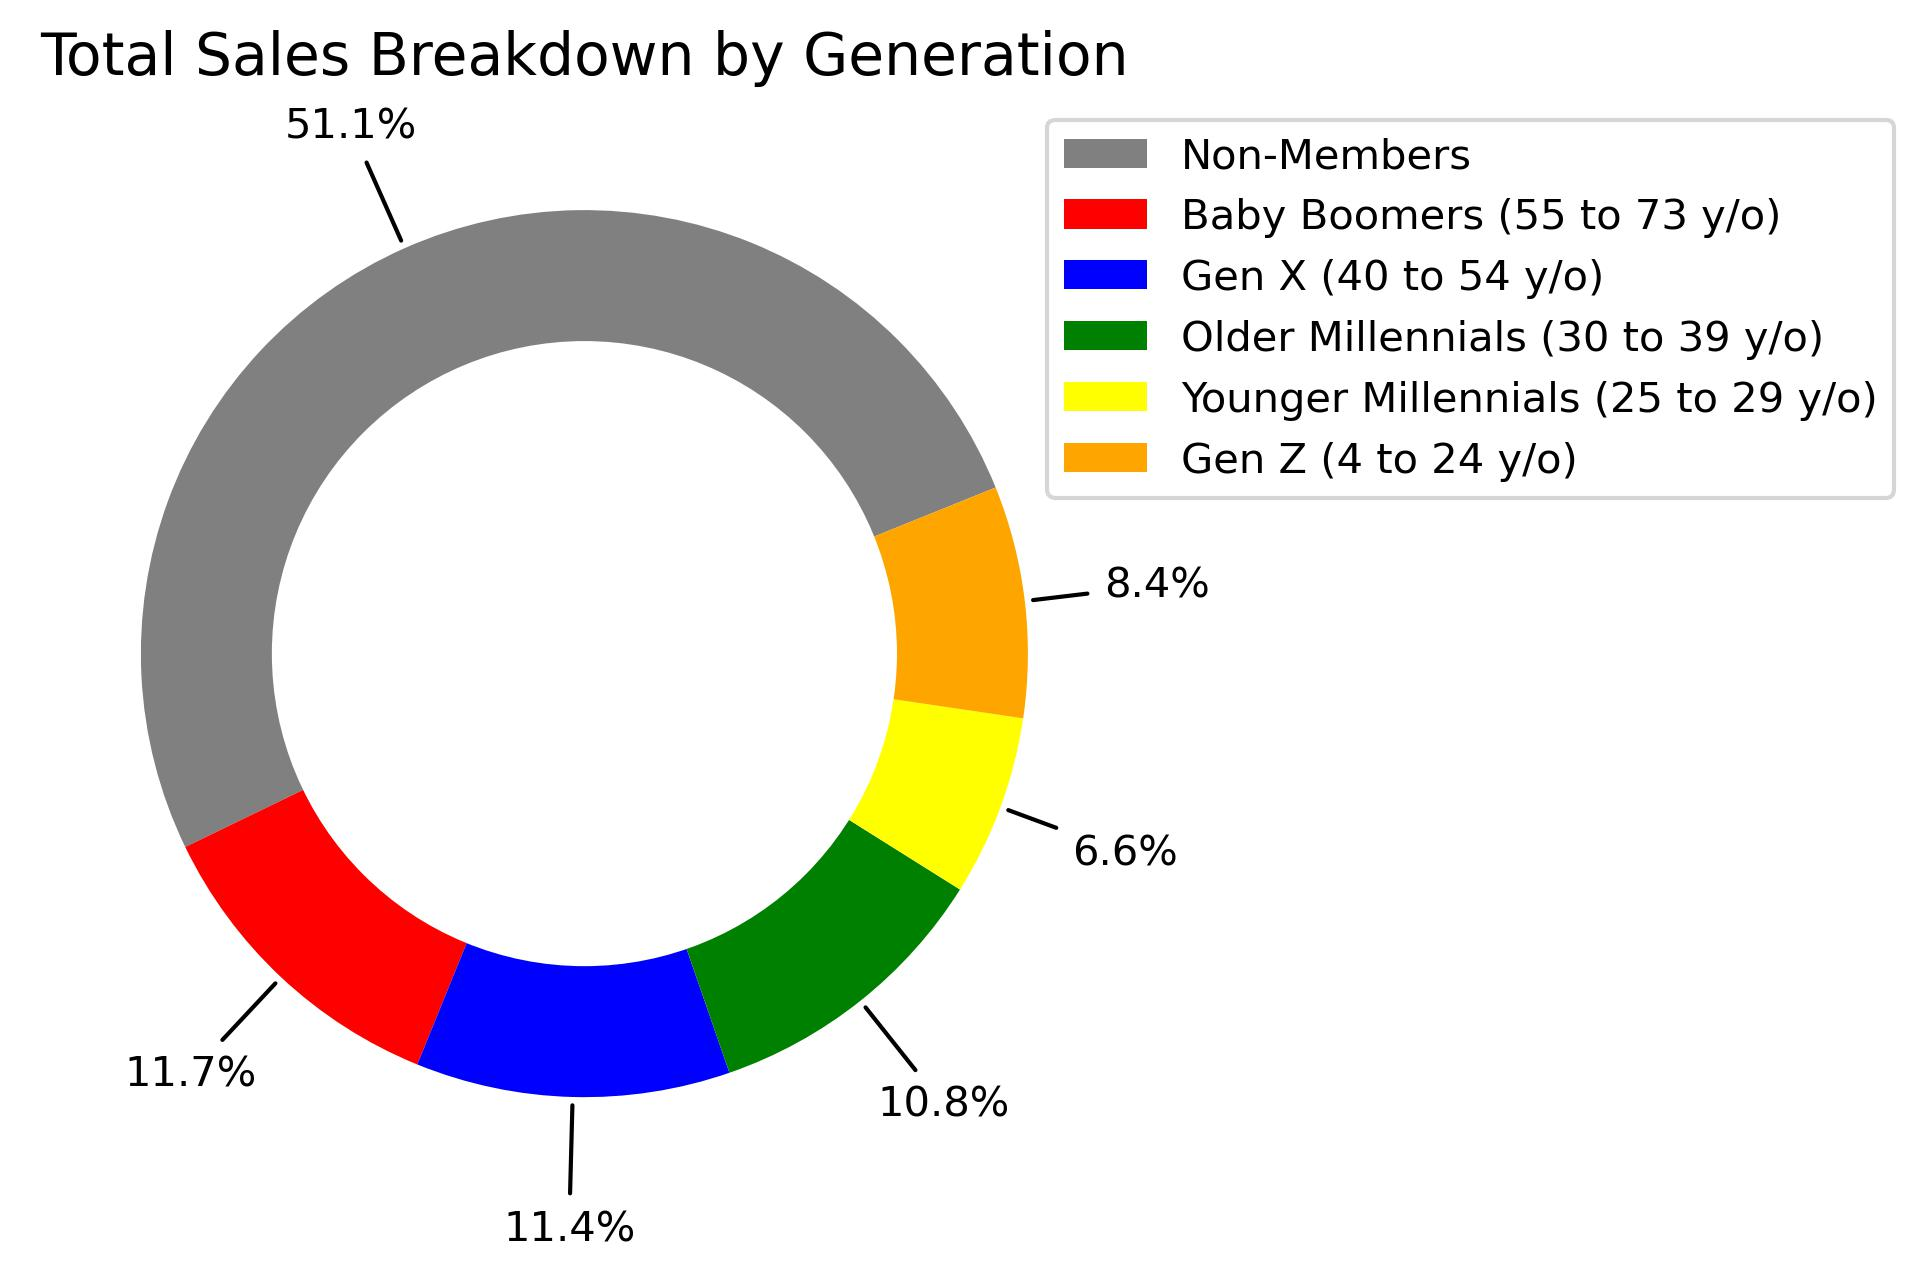 Total Sales Breakdown by Generation
51.1%
Non-Members
Baby Boomers (55 to 73 y/o)
Gen X (40 to 54 y/o)
Older Millennials (30 to 39 y/o)
Younger Millennials (25 to 29 y/o)
Gen Z (4 to 24 y/o)
8.4%
6.6%
11.7%
10.8%
11.4%